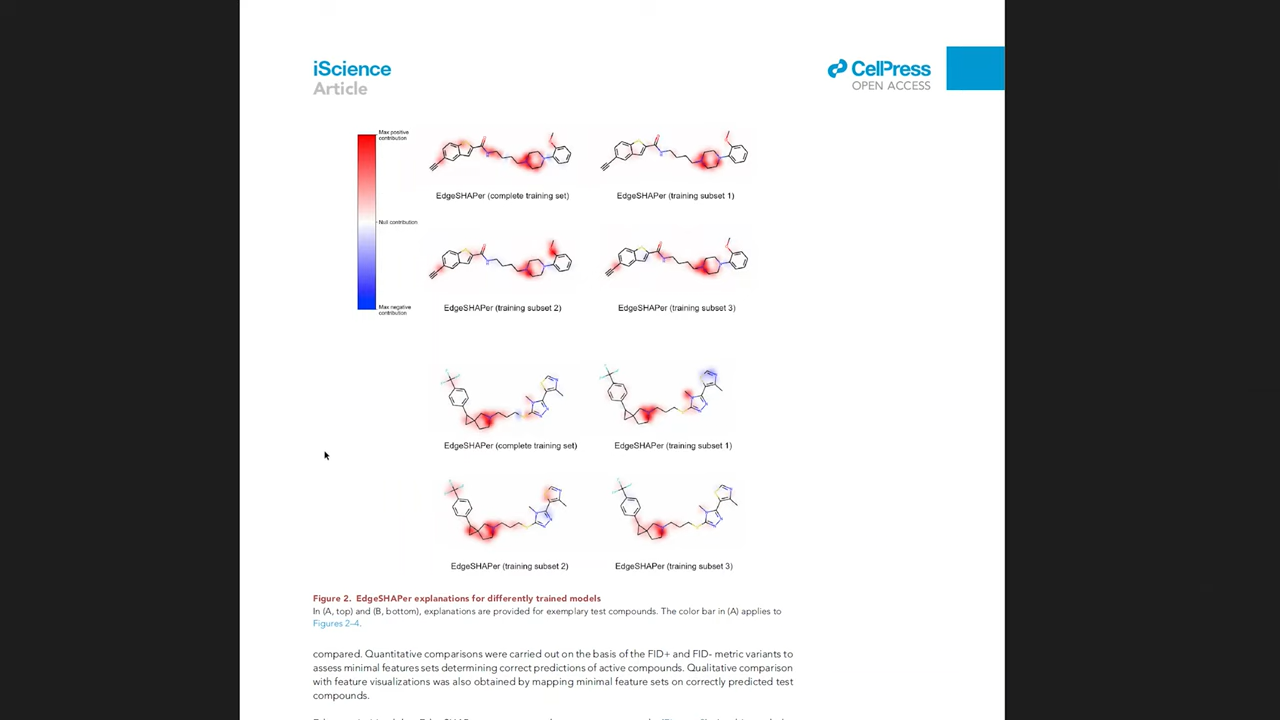 iScience
Article
CellPress
OPEN ACCESS
Max positive
contribution
Null contribution
Max negative
contribution
EdgeSHAPer (complete training set)
EdgeSHAPer (training subset 1)
EdgeSHAPer (training subset 2)
EdgeSHAPer (training subset 3)
EdgeSHAPer (complete training set)
EdgeSHAPer (training subset 1)
EdgeSHAPer (training subset 2)
EdgeSHAPer (training subset 3)
Figure 2. EdgeSHAPer explanations for differently trained models
In (A, top) and (B, bottom), explanations are provided for exemplary test compounds. The color bar in (A) applies to
Figures 2–4.
compared. Quantitative comparisons were carried out on the basis of the FID+ and FID- metric variants to
assess minimal features sets determining correct predictions of active compounds. Qualitative comparison
with feature visualizations was also obtained by mapping minimal feature sets on correctly predicted test
compounds.